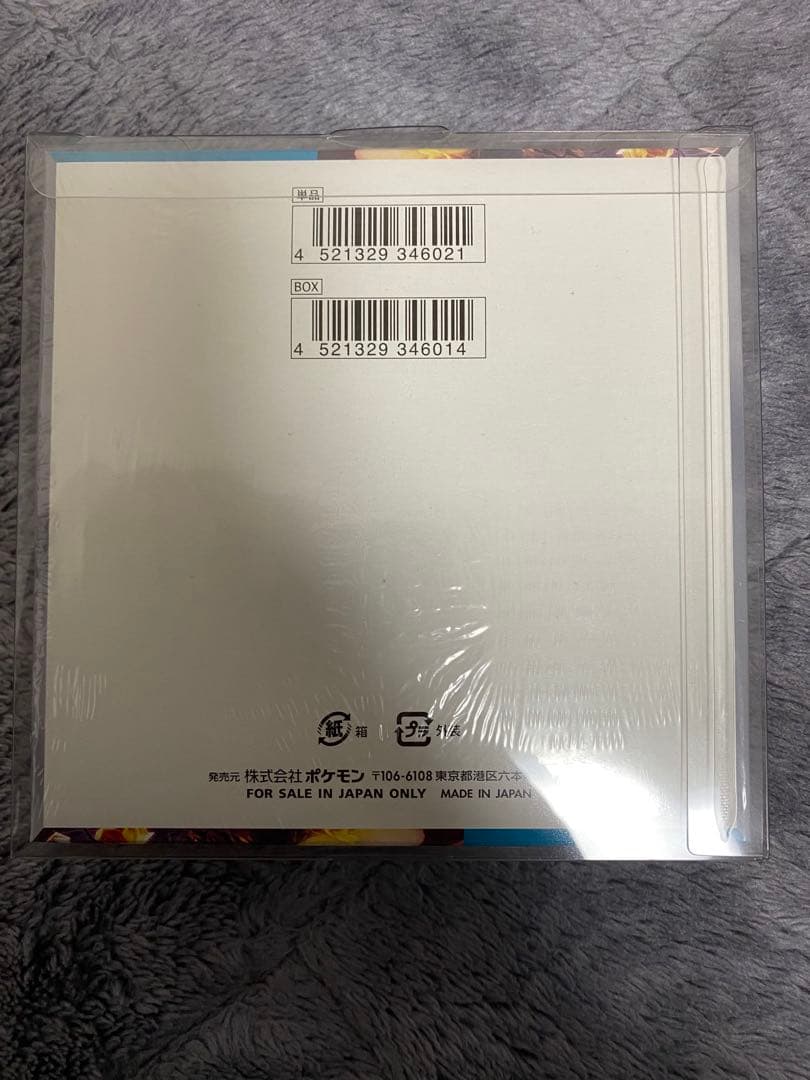 単品
4 521329 346021
BOX
4 521329 346014
紙 箱 プラ 外装
発売元 株式会社 ポケモン 〒106-6108 東京都港区六本
FOR SALE IN JAPAN ONLY MADE IN JAPAN